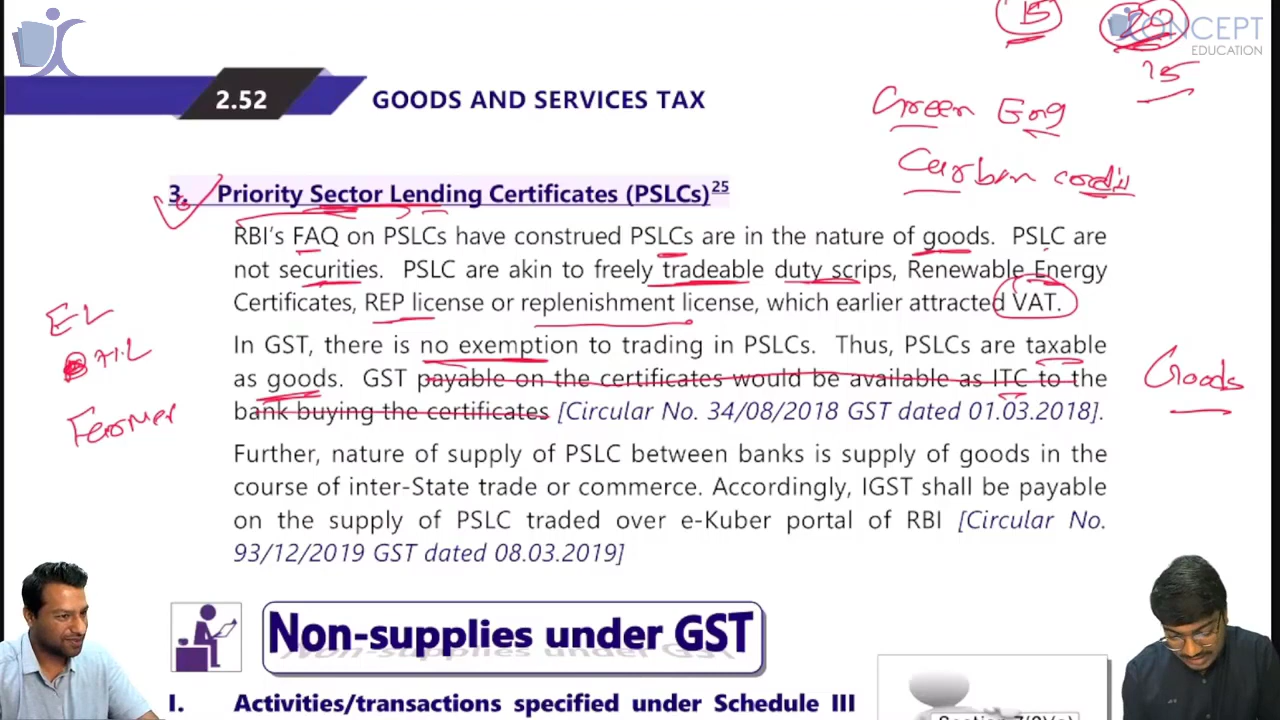 15
20
CONCEPT
EDUCATION
25
2.52 GOODS AND SERVICES TAX
Green Eng
Carbon
3. Priority Sector Lending Certificates (PSLCs)25
RBI's FAQ on PSLCs have construed PSLCs are in the nature of goods. PSLC are
not securities. PSLC are akin to freely tradeable duty scrips, Renewable Energy
Certificates, REP license or replenishment license, which earlier attracted VAT.
EL
In GST, there is no exemption to trading in PSLCs. Thus, PSLCs are taxable
as goods. GST payable on the certificates would be available as ITC to the
Goods
bank buying the certificates [Circular No. 34/08/2018 GST dated 01.03.2018].
Farmer
Further, nature of supply of PSLC between banks is supply of goods in the
course of inter-State trade or commerce. Accordingly, IGST shall be payable
on the supply of PSLC traded over e-Kuber portal of RBI [Circular No.
93/12/2019 GST dated 08.03.2019]
Non-supplies under GST
I. Activities/transactions specified under Schedule III